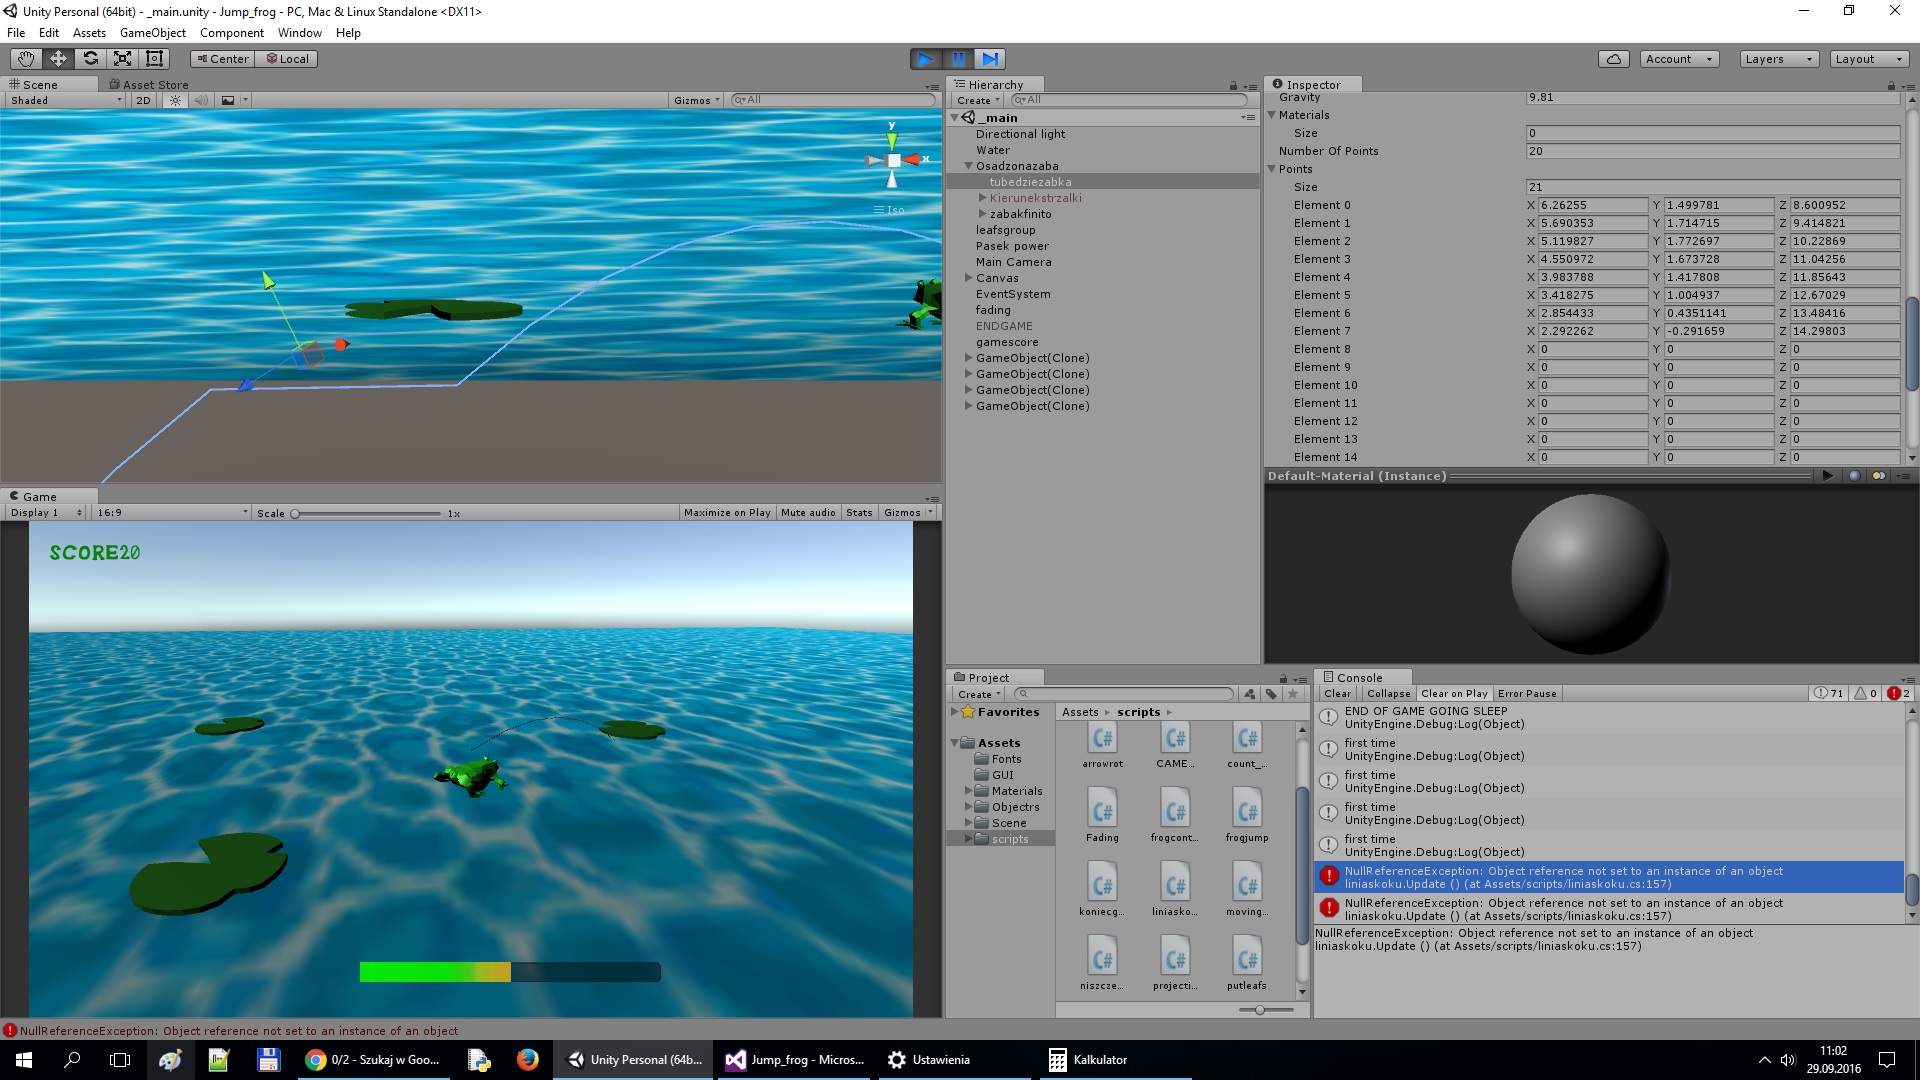 Unity Personal (64bit) - _main.unity - Jump_frog - PC, Mac & Linux Standalone <DX11>
File Edit Assets GameObject Component Window Help
Center Local
Account Layers Layout
Scene Asset Store
Shaded 2D Gizmos All
y
x
Iso
Game
Display 1 16:9 Scale 1x Maximize on Play Mute audio Stats Gizmos
SCORE20
Hierarchy
Create All
_main
Directional light
Water
Osadzonazaba
tubedziezabka
Kierunekstrzalki
zabakfinito
leafsgroup
Pasek power
Main Camera
Canvas
EventSystem
fading
ENDGAME
gamescore
GameObject(Clone)
GameObject(Clone)
GameObject(Clone)
GameObject(Clone)
Inspector
Gravity 9.81
Materials
Size 0
Number Of Points 20
Points
Size 21
Element 0 X 6.26255 Y 1.499781 Z 8.600952
Element 1 X 5.690353 Y 1.714715 Z 9.414821
Element 2 X 5.119827 Y 1.772697 Z 10.22869
Element 3 X 4.550972 Y 1.673728 Z 11.04256
Element 4 X 3.983788 Y 1.417808 Z 11.85643
Element 5 X 3.418275 Y 1.004937 Z 12.67029
Element 6 X 2.854433 Y 0.4351141 Z 13.48416
Element 7 X 2.292262 Y -0.291659 Z 14.29803
Element 8 X 0 Y 0 Z 0
Element 9 X 0 Y 0 Z 0
Element 10 X 0 Y 0 Z 0
Element 11 X 0 Y 0 Z 0
Element 12 X 0 Y 0 Z 0
Element 13 X 0 Y 0 Z 0
Element 14 X 0 Y 0 Z 0
Default-Material (Instance)
Project
Create
Favorites
Assets
Fonts
GUI
Materials
Objectrs
Scene
scripts
Assets scripts
C# C# C#
arrowrot CAME... count_...
C# C# C#
Fading frogcont... frogjump
C# C# C#
koniecg... liniasko... moving...
C# C# C#
niszcze... projecti... putleafs
Console
Clear Collapse Clear on Play Error Pause 71 0 2
END OF GAME GOING SLEEP
UnityEngine.Debug:Log(Object)
first time
UnityEngine.Debug:Log(Object)
first time
UnityEngine.Debug:Log(Object)
first time
UnityEngine.Debug:Log(Object)
first time
UnityEngine.Debug:Log(Object)
NullReferenceException: Object reference not set to an instance of an object
liniaskoku.Update () (at Assets/scripts/liniaskoku.cs:157)
NullReferenceException: Object reference not set to an instance of an object
liniaskoku.Update () (at Assets/scripts/liniaskoku.cs:157)
NullReferenceException: Object reference not set to an instance of an object
liniaskoku.Update () (at Assets/scripts/liniaskoku.cs:157)
NullReferenceException: Object reference not set to an instance of an object
0/2 - Szukaj w Goo... Unity Personal (64b... Jump_frog - Micros... Ustawienia Kalkulator
11:02
29.09.2016